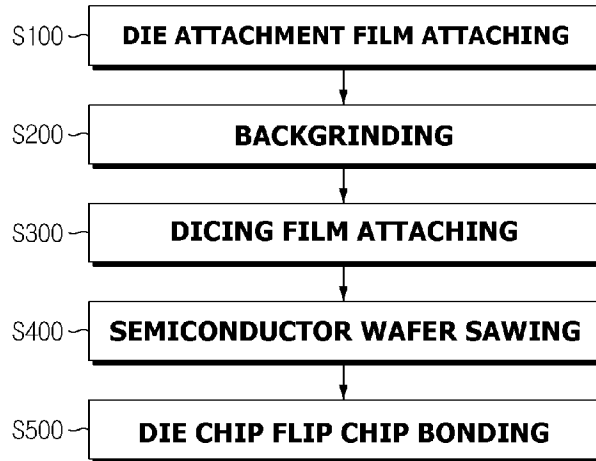 S100 DIE ATTACHMENT FILM ATTACHING
S200 BACKGRINDING
S300 DICING FILM ATTACHING
S400 SEMICONDUCTOR WAFER SAWING
S500 DIE CHIP FLIP CHIP BONDING